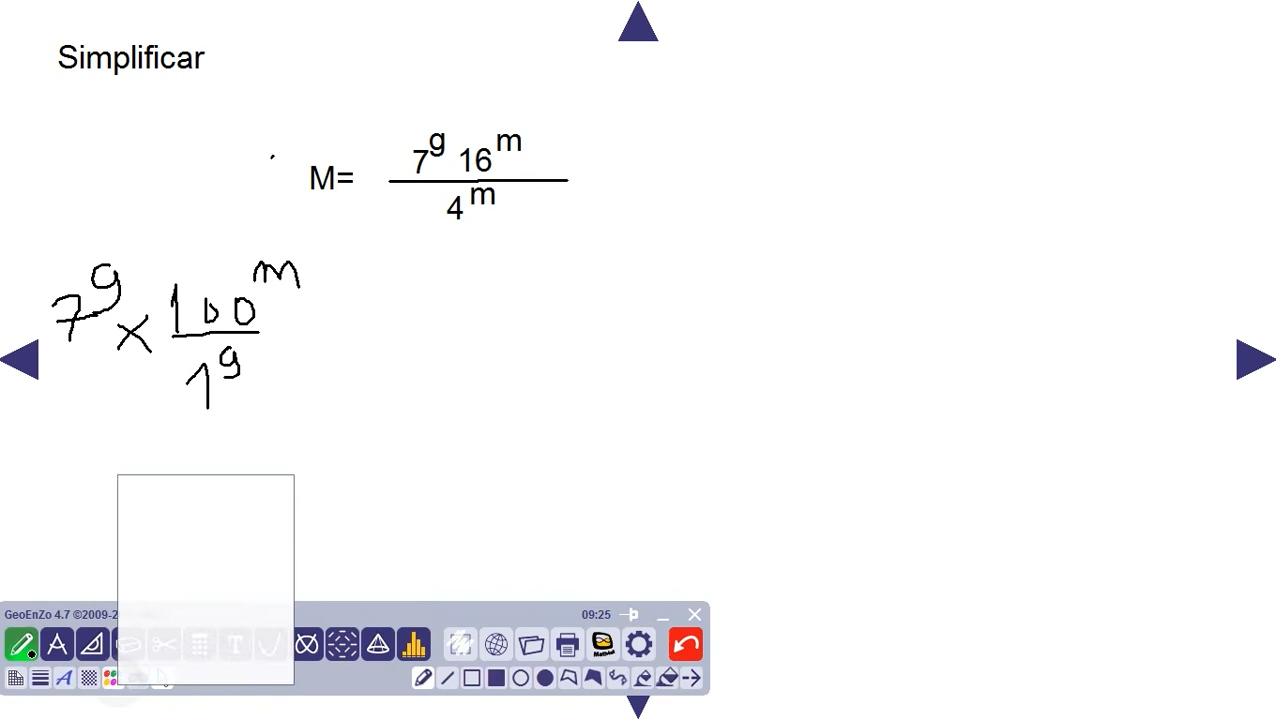 Simplificar
M= 7^g 16^m / 4^m
7^g x 100^m / 1^g
GeoEnZo 4.7 ©2009-2 09:25